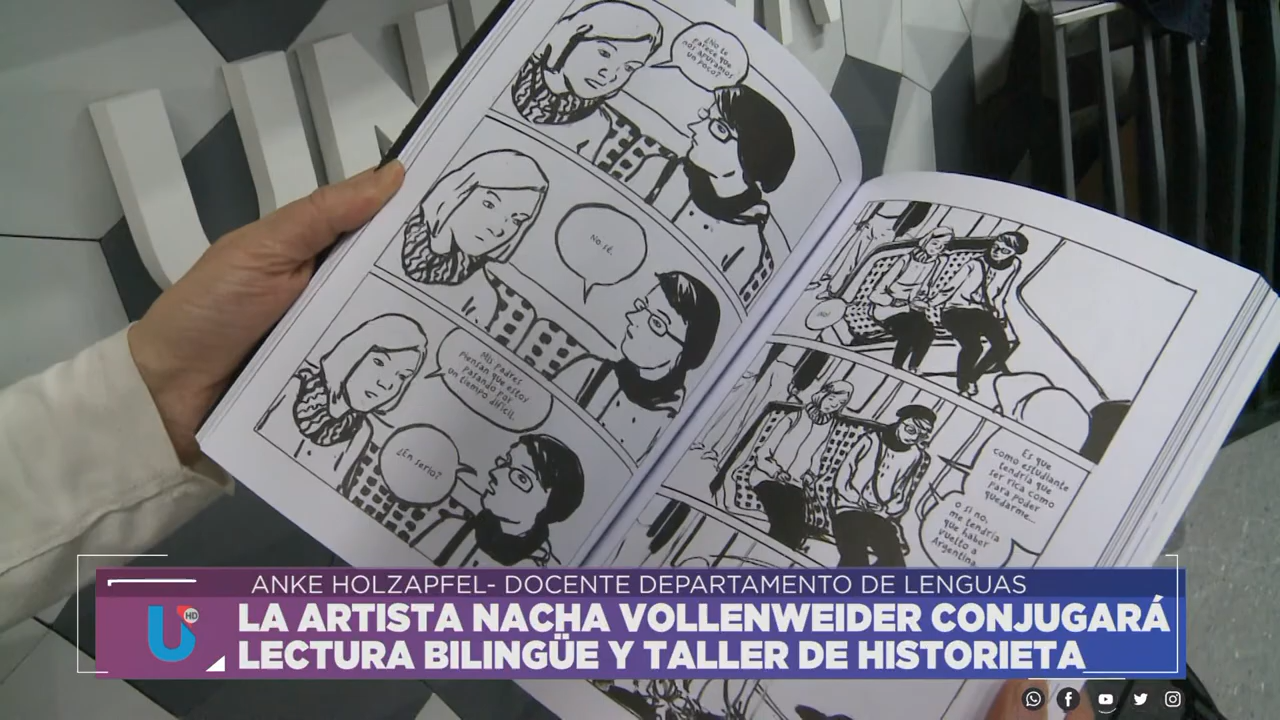 UNI
¿No te
parece que
nos apuramos
un poco?
No sé.
Mis padres
piensan que estoy
pasando por
un tiempo difícil.
¿En serio?
Es que
como estudiante
tendría que
ser rica como
para poder
quedarme...
o si no,
me tendría
que haber
vuelto a
Argentina.
ANKE HOLZAPFEL- DOCENTE DEPARTAMENTO DE LENGUAS
U HD
LA ARTISTA NACHA VOLLENWEIDER CONJUGARÁ
LECTURA BILINGÜE Y TALLER DE HISTORIETA